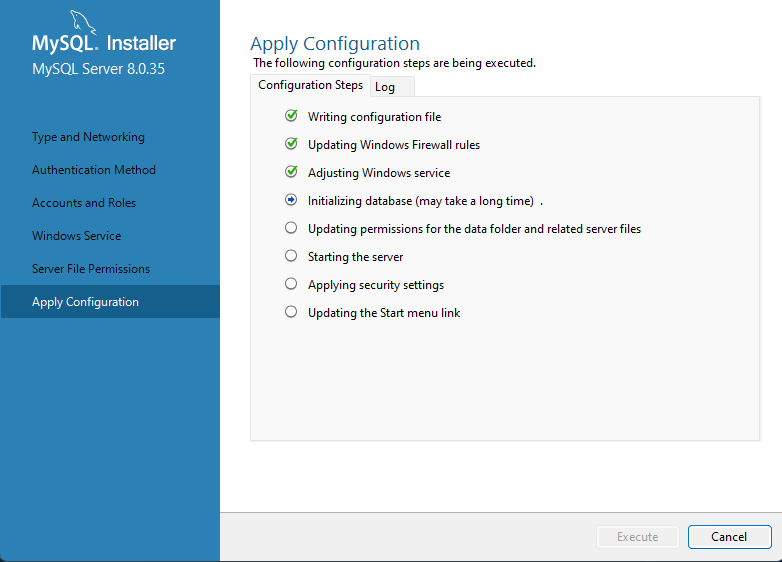 MySQL. Installer
MySQL Server 8.0.35
Type and Networking
Authentication Method
Accounts and Roles
Windows Service
Server File Permissions
Apply Configuration
Apply Configuration
The following configuration steps are being executed.
Configuration Steps Log
Writing configuration file
Updating Windows Firewall rules
Adjusting Windows service
Initializing database (may take a long time) .
Updating permissions for the data folder and related server files
Starting the server
Applying security settings
Updating the Start menu link
Execute Cancel